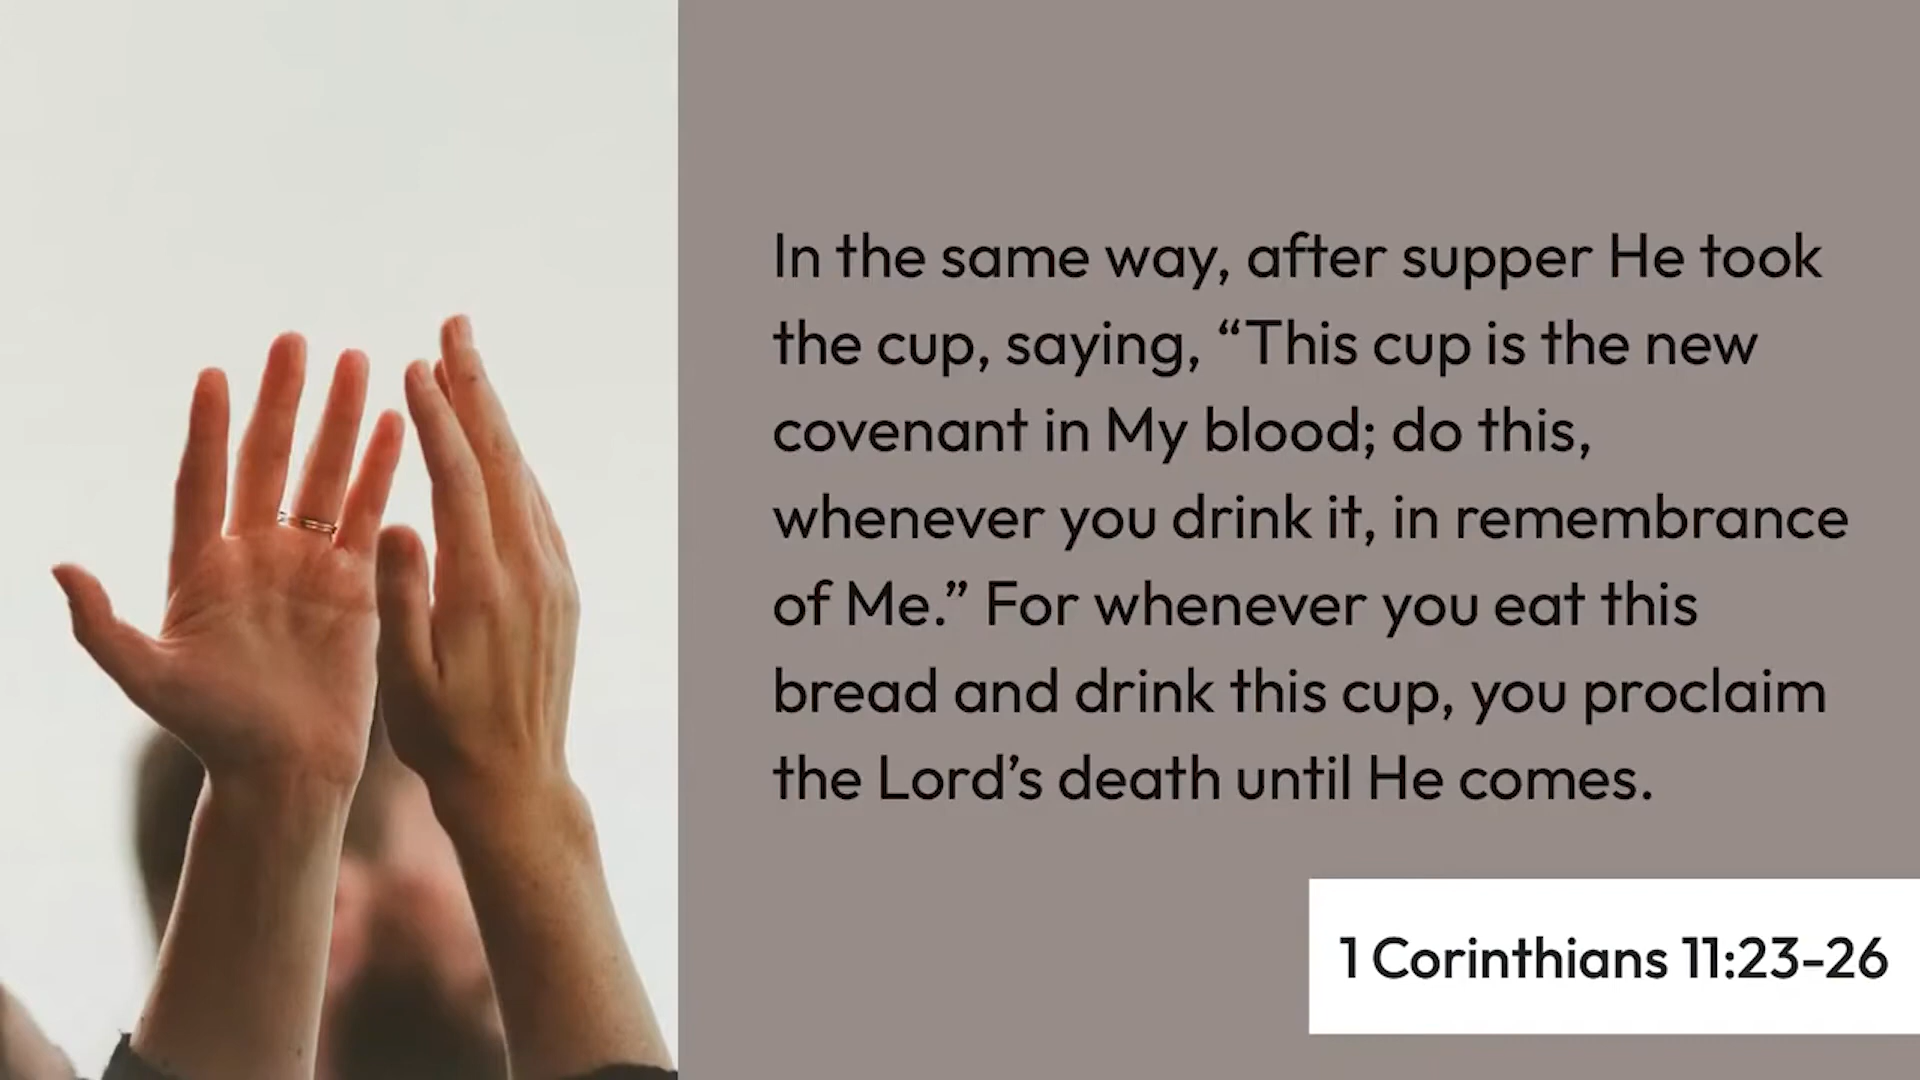 In the same way, after supper He took
the cup, saying, “This cup is the new
covenant in My blood; do this,
whenever you drink it, in remembrance
of Me.” For whenever you eat this
bread and drink this cup, you proclaim
the Lord’s death until He comes.
1 Corinthians 11:23-26